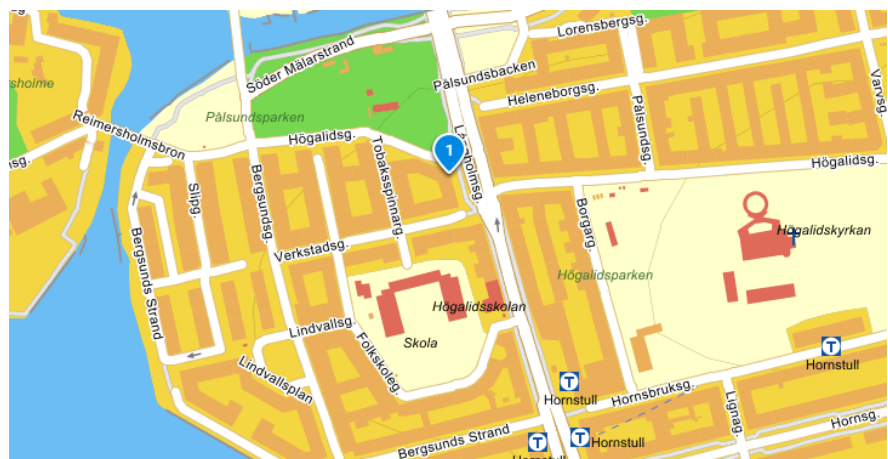 Lorensbergsg.
Söder Mälarstrand
Pålsundsbacken
Varvsg.
Heleneborgsg.
Pålsundsg.
Pålsundsparken
Reimersholmsbron
Högalidsg.
1
Högalidsg.
Tobaksspinnarg.
Slipg.
Bergsundsg.
Borgarg.
Högalidskyrkan
Verkstadsg.
Bergsunds Strand
Högalidsparken
Högalidsskolan
Lindvallsg.
Skola
Folkskoleg.
T
Hornstull
Lindvallsplan
T
Hornstull
Hornsbruksg.
Lignag.
Hornsg.
Bergsunds Strand
T
T
Hornstull